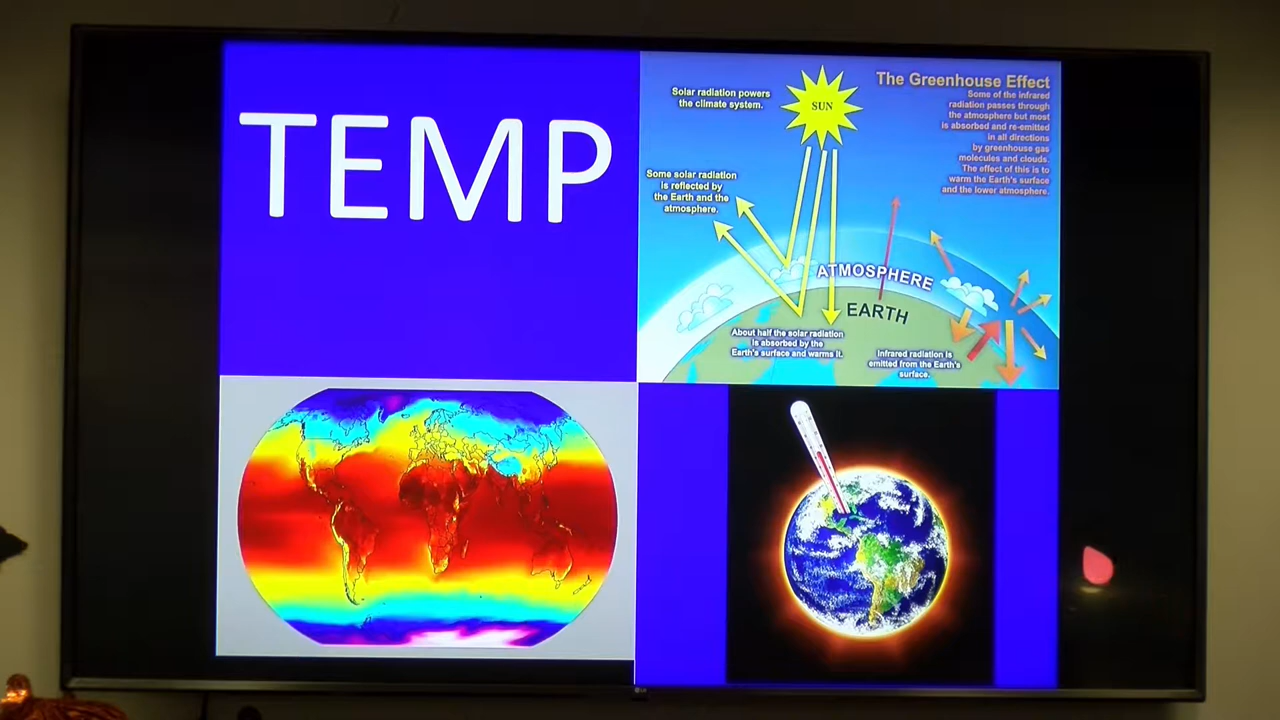 TEMP
The Greenhouse Effect
Solar radiation powers
the climate system.
SUN
Some of the infrared
radiation passes through
the atmosphere but most
is absorbed and re-emitted
in all directions
by greenhouse gas
molecules and clouds.
The effect of this is to
warm the Earth's surface
and the lower atmosphere.
Some solar radiation
is reflected by
the Earth and the
atmosphere.
ATMOSPHERE
EARTH
About half the solar radiation
is absorbed by the
Earth's surface and warms it.
Infrared radiation is
emitted from the Earth's
surface.
LG